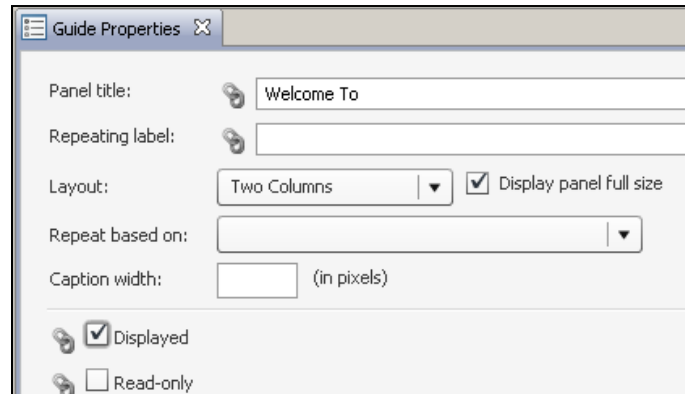 Guide Properties
Panel title: Welcome To
Repeating label:
Layout: Two Columns Display panel full size
Repeat based on:
Caption width: (in pixels)
Displayed
Read-only